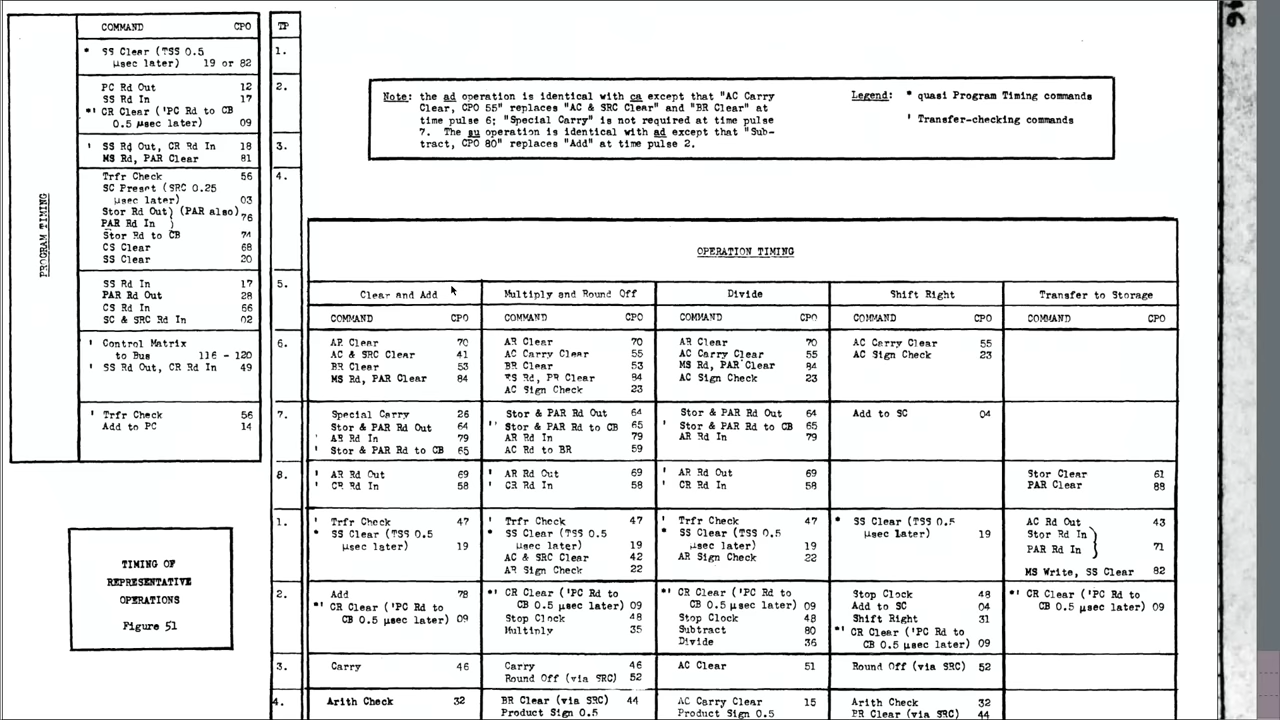 COMMAND CPO
* SS Clear (TSS 0.5
µsec later) 19 or 82
PC Rd Out 12
SS Rd In 17
*' CR Clear ('PC Rd to CB
0.5 µsec later) 09
' SS Rd Out, CR Rd In 18
MS Rd, PAR Clear 81
Trfr Check 56
SC Preset (SRC 0.25
µsec later) 03
Stor Rd Out) (PAR also) 76
PAR Rd In )
Stor Rd to CB 74
CS Clear 68
SS Clear 20
SS Rd In 17
PAR Rd Out 28
CS Rd In 66
SC & SRC Rd In 02
' Control Matrix
to Bus 116 - 120
' SS Rd Out, CR Rd In 49
' Trfr Check 56
Add to PC 14
PROGRAM TIMING
TIMING OF
REPRESENTATIVE
OPERATIONS
Figure 51
TP
1.
2.
3.
4.
5.
6.
7.
8.
1.
2.
3.
4.
Note: the ad operation is identical with ca except that "AC Carry
Clear, CPO 55" replaces "AC & SRC Clear" and "BR Clear" at
time pulse 6; "Special Carry" is not required at time pulse
7. The su operation is identical with ad except that "Sub-
tract, CPO 80" replaces "Add" at time pulse 2.
Legend: * quasi Program Timing commands
' Transfer-checking commands
OPERATION TIMING
Clear and Add
COMMAND CPO
AR Clear 70
AC & SRC Clear 41
BR Clear 53
MS Rd, PAR Clear 84
Special Carry 26
Stor & PAR Rd Out 64
' AR Rd In 79
' Stor & PAR Rd to CB 65
' AR Rd Out 69
' CR Rd In 58
' Trfr Check 47
* SS Clear (TSS 0.5
µsec later) 19
Add 78
*' CR Clear ('PC Rd to
CB 0.5 µsec later) 09
Carry 46
Arith Check 32
Multiply and Round Off
COMMAND CPO
AR Clear 70
AC Carry Clear 55
BR Clear 53
Rd, Clear 84
AC Sign Check 23
Stor & PAR Rd Out 64
'' Stor & PAR Rd to CB 65
AR Rd In 79
AC Rd to BR 59
' AR Rd Out 69
' CR Rd In 58
' Trfr Check 47
* SS Clear (TSS 0.5
µsec later) 19
AC & SRC Clear 42
AR Sign Check 22
*' CR Clear ('PC Rd to
CB 0.5 µsec later) 09
Stop Clock 48
Multiply 35
Carry 46
Round Off (via SRC) 52
BR Clear (via SRC) 44
Product Sign 0.5
Divide
COMMAND CPO
AR Clear 70
AC Carry Clear 55
MS Rd, PAR Clear 84
AC Sign Check 23
Stor & PAR Rd Out 64
' Stor & PAR Rd to CB 65
AR Rd In 79
' AR Rd Out 69
' CR Rd In 58
' Trfr Check 47
* SS Clear (TSS 0.5
µsec later) 19
AR Sign Check 22
*' CR Clear ('PC Rd to
CB 0.5 µsec later) 09
Stop Clock 48
Subtract 80
Divide 36
AC Clear 51
AC Carry Clear 15
Product Sign 0.5
Shift Right
COMMAND CPO
AC Carry Clear 55
AC Sign Check 23
Add to SC 04
* SS Clear (TSS 0.5
µsec later) 19
Stop Clock 48
Add to SC 04
Shift Right 31
*' CR Clear ('PC Rd to
CB 0.5 µsec later) 09
Round Off (via SRC) 52
Arith Check 32
BR Clear (via SRC) 44
Transfer to Storage
COMMAND CPO
Stor Clear 61
PAR Clear 88
AC Rd Out 43
Stor Rd In }
PAR Rd In } 71
MS Write, SS Clear 82
*' CR Clear ('PC Rd to
CB 0.5 µsec later) 09